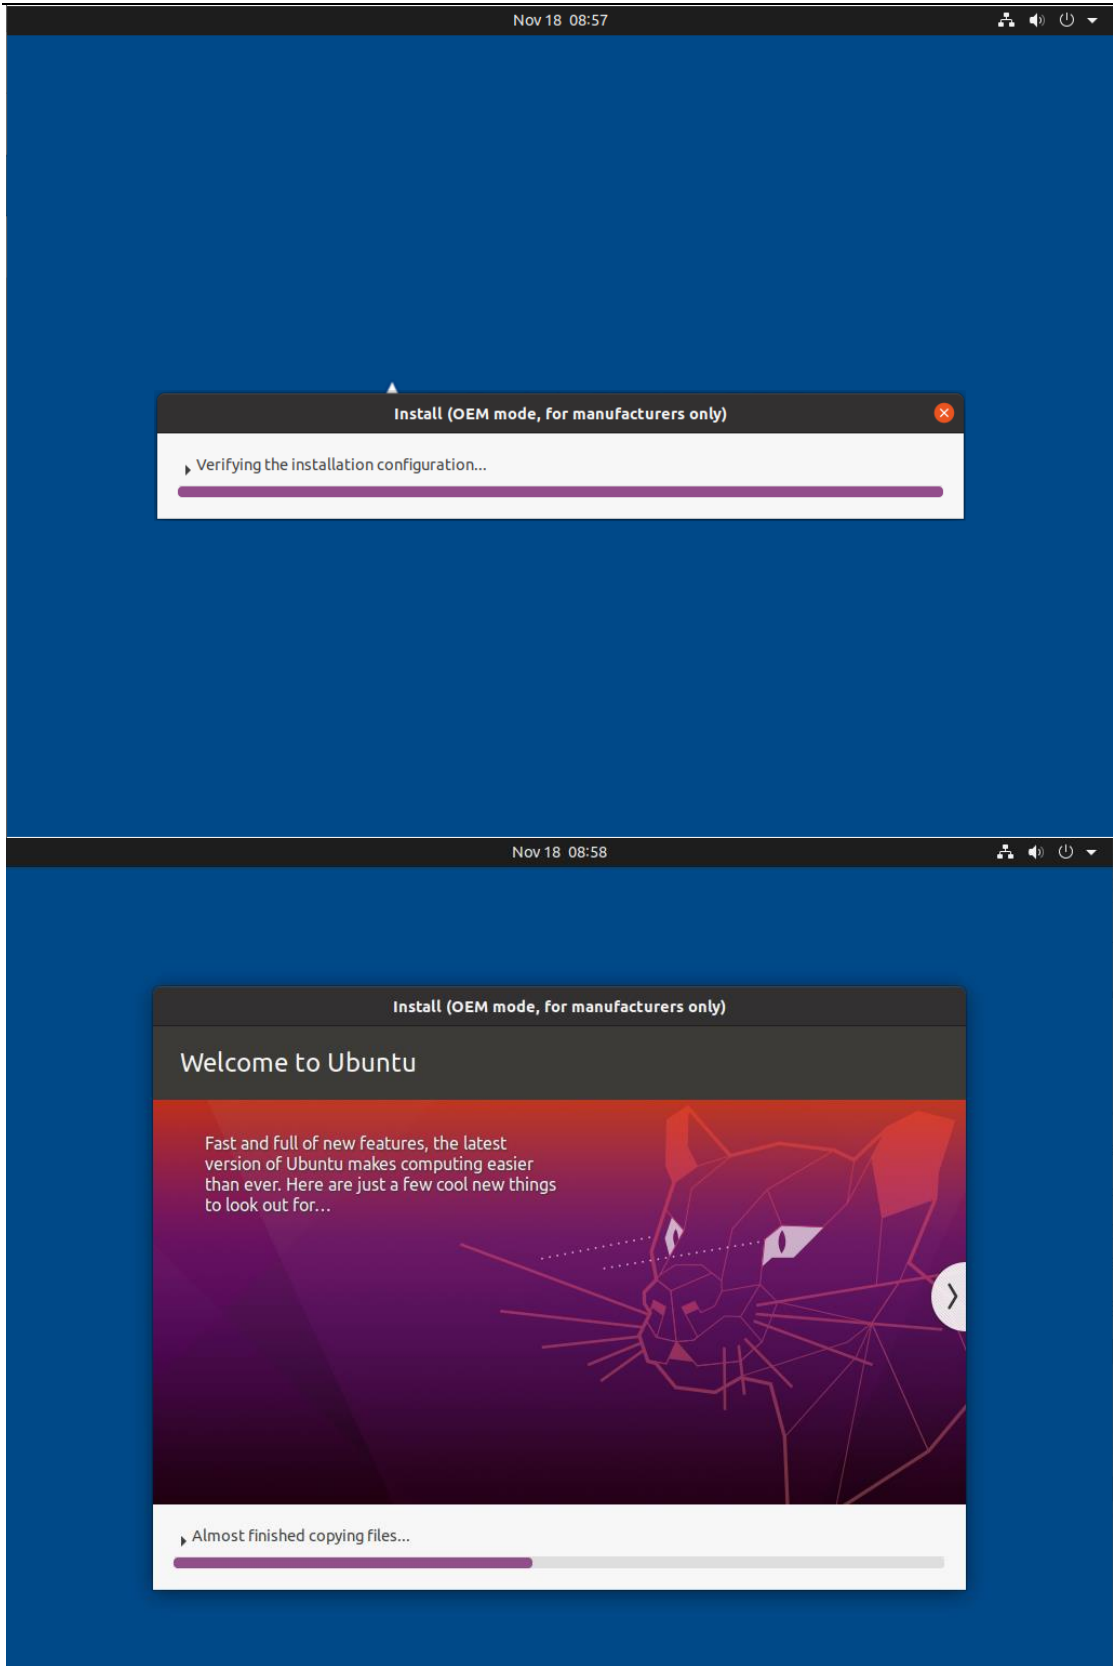 Nov 18 08:57
Install (OEM mode, for manufacturers only)
Verifying the installation configuration...
Nov 18 08:58
Install (OEM mode, for manufacturers only)
Welcome to Ubuntu
Fast and full of new features, the latest
version of Ubuntu makes computing easier
than ever. Here are just a few cool new things
to look out for…
Almost finished copying files...